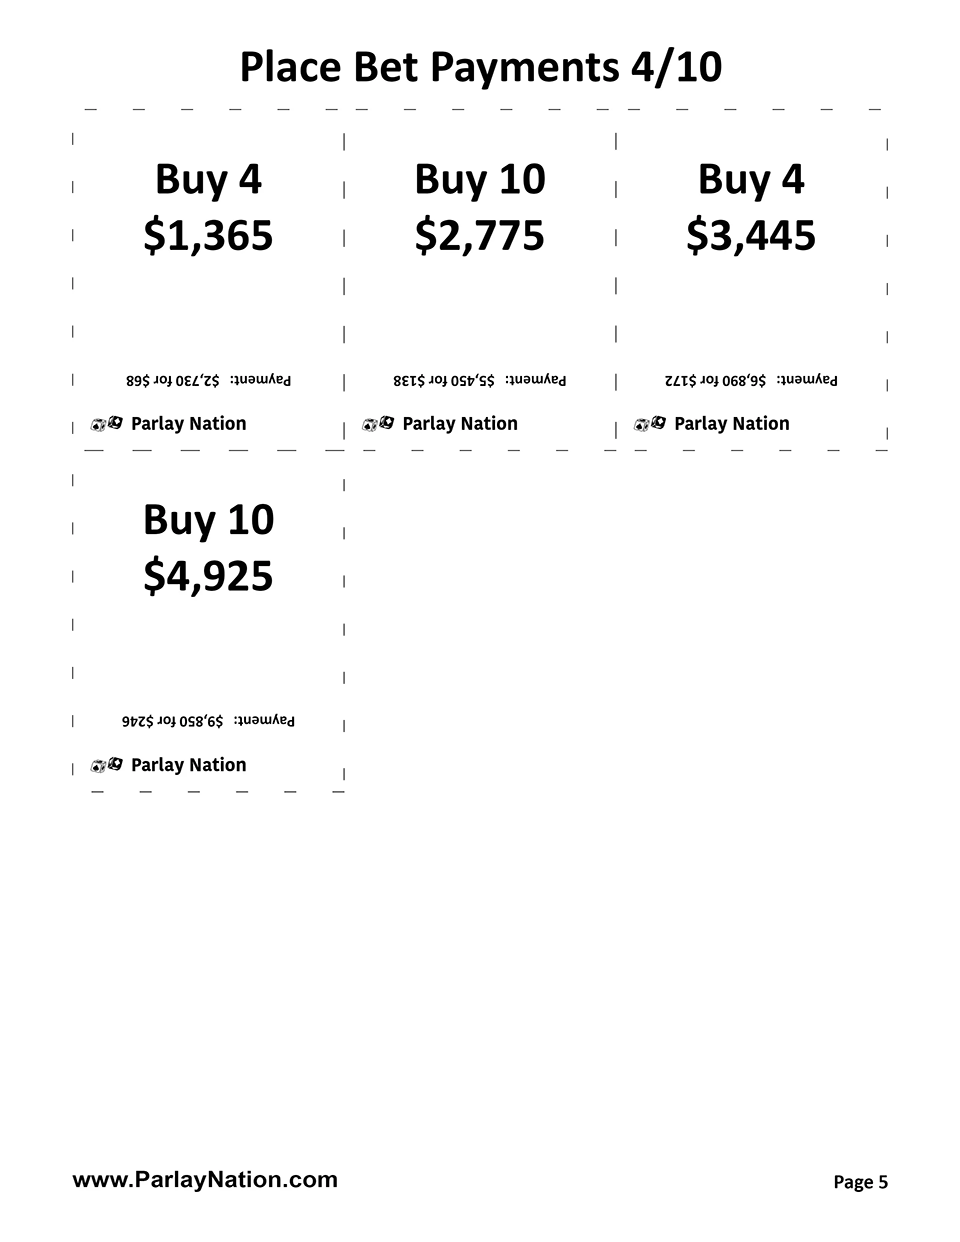 Place Bet Payments 4/10
Buy 4
$1,365
Payment: $2,730 for $68
Parlay Nation
Buy 10
$2,775
Payment: $5,450 for $138
Parlay Nation
Buy 4
$3,445
Payment: $6,890 for $172
Parlay Nation
Buy 10
$4,925
Payment: $9,850 for $246
Parlay Nation
www.ParlayNation.com
Page 5